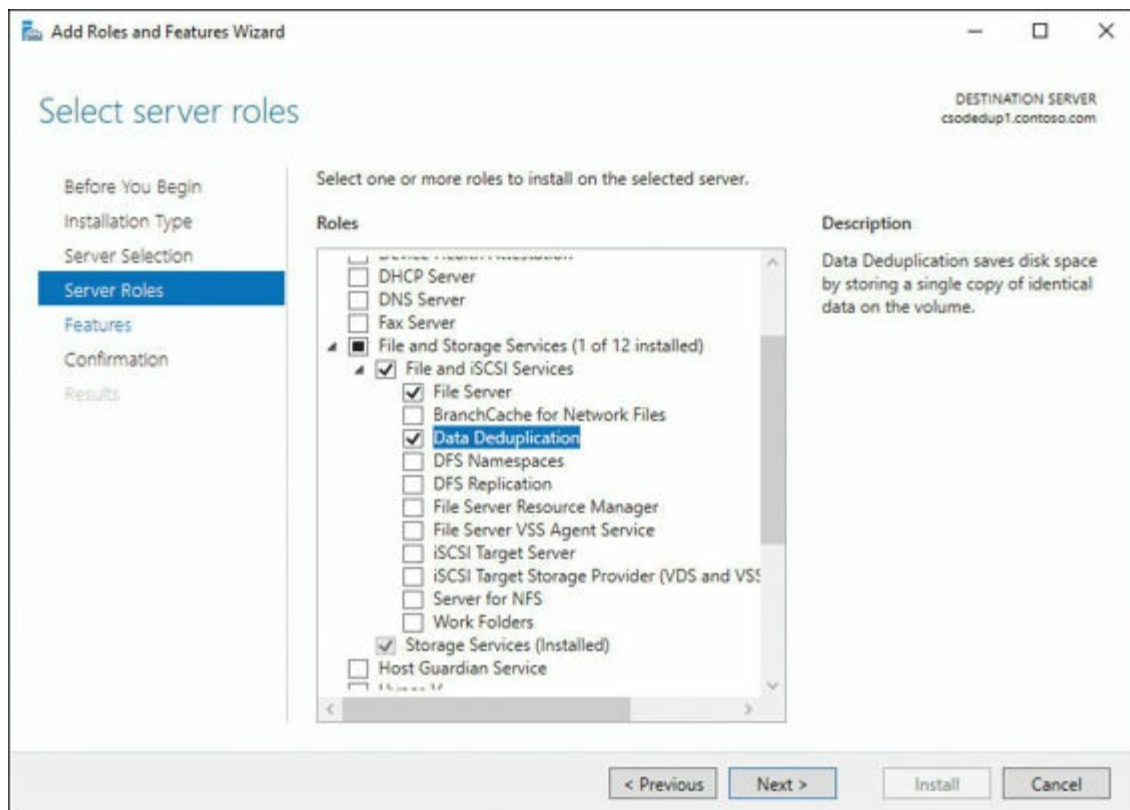 Add Roles and Features Wizard
Select server roles
DESTINATION SERVER
csodedup1.contoso.com
Before You Begin
Installation Type
Server Selection
Server Roles
Features
Confirmation
Results
Select one or more roles to install on the selected server.
Roles
DHCP Server
DNS Server
Fax Server
File and Storage Services (1 of 12 installed)
File and iSCSI Services
File Server
BranchCache for Network Files
Data Deduplication
DFS Namespaces
DFS Replication
File Server Resource Manager
File Server VSS Agent Service
iSCSI Target Server
iSCSI Target Storage Provider (VDS and VSS
Server for NFS
Work Folders
Storage Services (Installed)
Host Guardian Service
Description
Data Deduplication saves disk space
by storing a single copy of identical
data on the volume.
< Previous
Next >
Install
Cancel